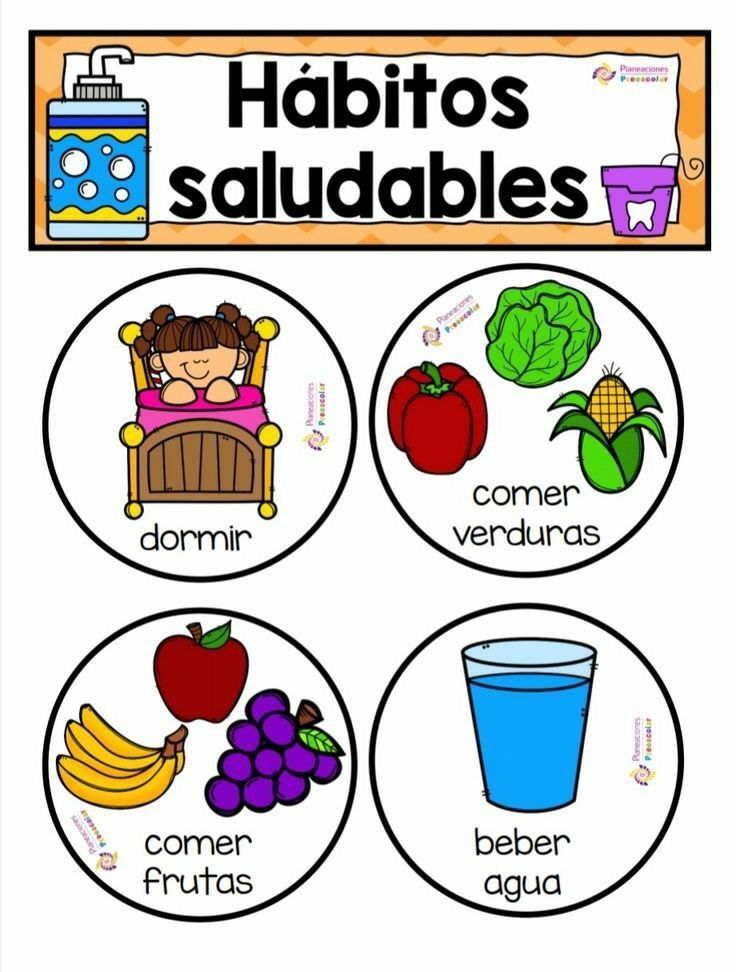 Hábitos
saludables
Planeaciones
Preescolar
dormir
Planeaciones
Preescolar
Planeaciones
Preescolar
comer
verduras
comer
frutas
Planeaciones
Preescolar
beber
agua
Planeaciones
Preescolar